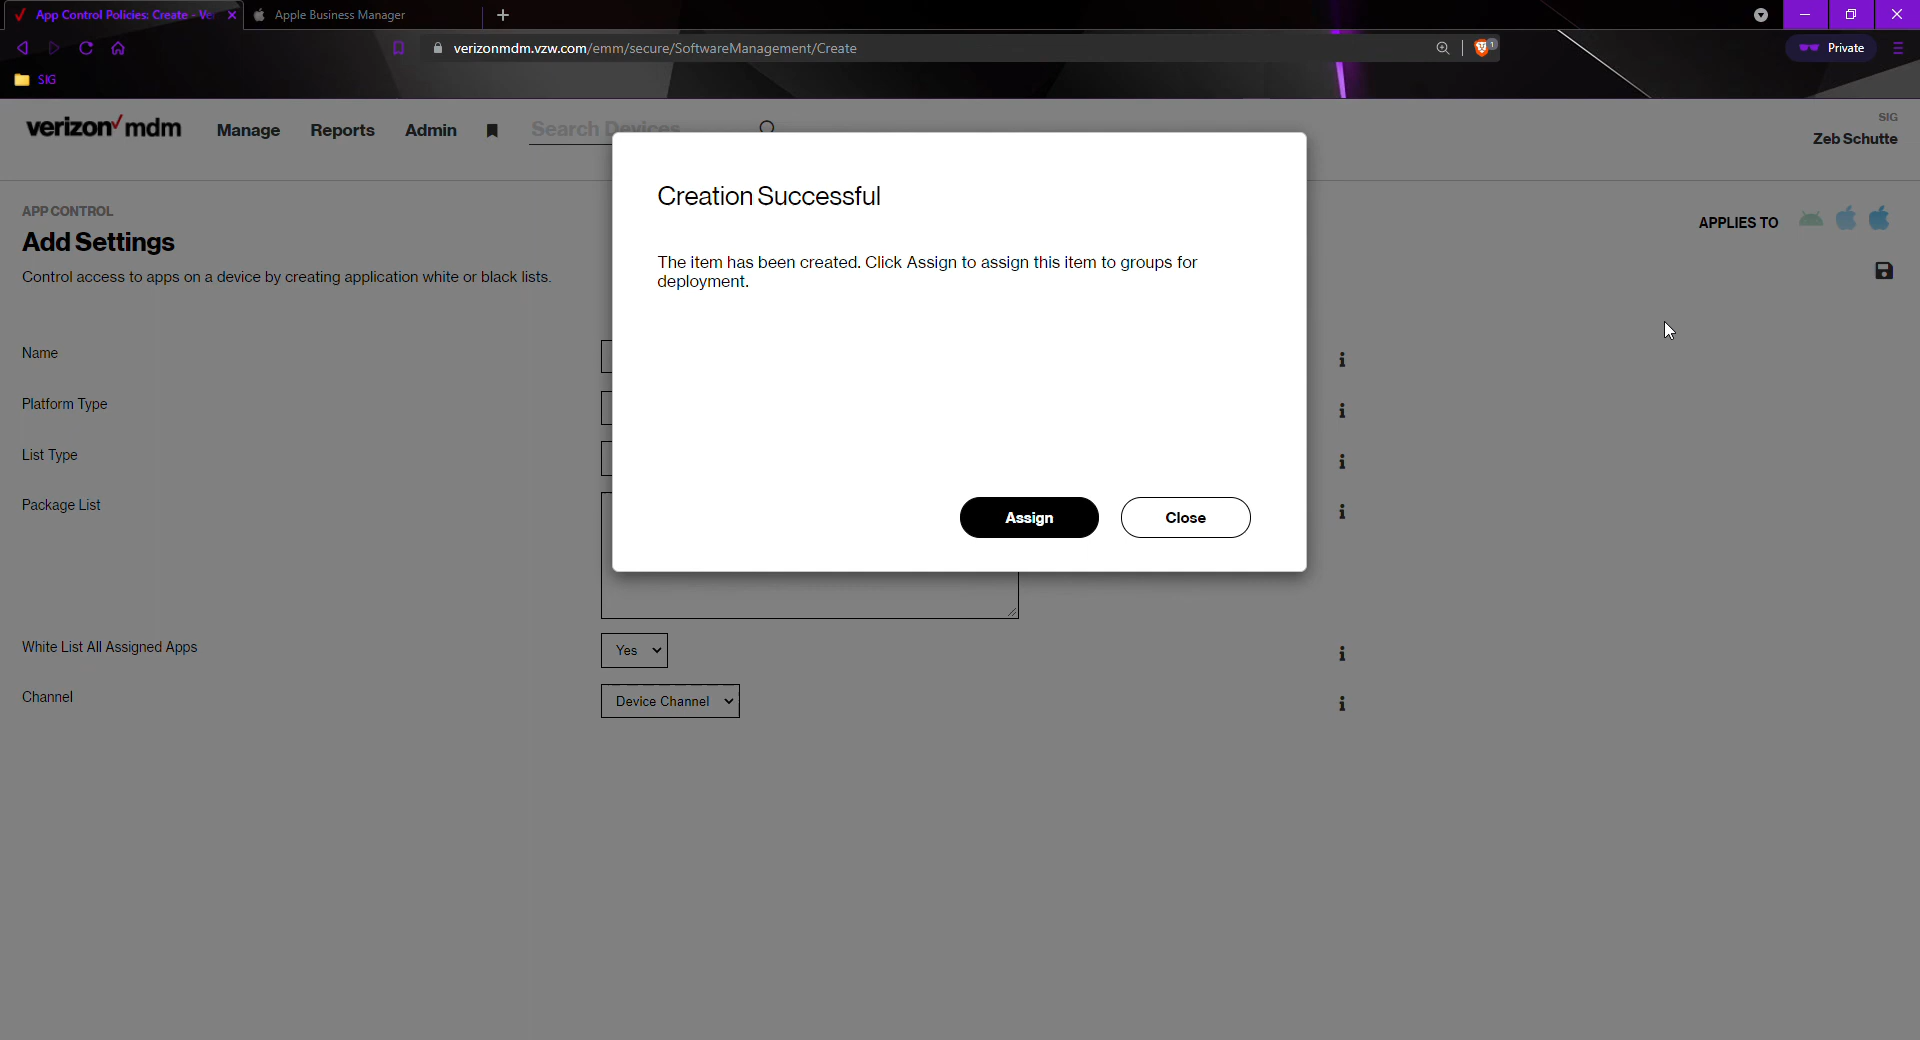 App Control Policies: Create - Ve
Apple Business Manager
verizonmdm.vzw.com/emm/secure/SoftwareManagement/Create
1
Private
SIG
verizon mdm
Manage
Reports
Admin
Search Devices
SIG
Zeb Schutte
APP CONTROL
Add Settings
Control access to apps on a device by creating application white or black lists.
APPLIES TO
Creation Successful
The item has been created. Click Assign to assign this item to groups for
deployment.
Assign
Close
Name
Platform Type
List Type
Package List
White List All Assigned Apps
Yes
Channel
Device Channel